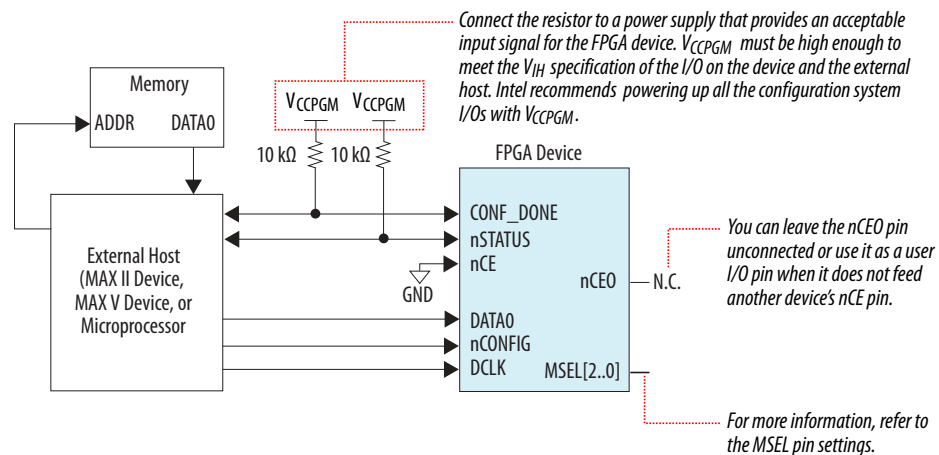 Connect the resistor to a power supply that provides an acceptable
input signal for the FPGA device. VCCPGM must be high enough to
meet the VIH specification of the I/O on the device and the external
host. Intel recommends powering up all the configuration system
I/Os with VCCPGM.
Memory
ADDR DATA0
VCCPGM VCCPGM
10 kΩ 10 kΩ
FPGA Device
CONF_DONE
nSTATUS
nCE
GND
nCEO
N.C.
You can leave the nCEO pin
unconnected or use it as a user
I/O pin when it does not feed
another device's nCE pin.
External Host
(MAX II Device,
MAX V Device, or
Microprocessor
DATA0
nCONFIG
DCLK
MSEL[2..0]
For more information, refer to
the MSEL pin settings.